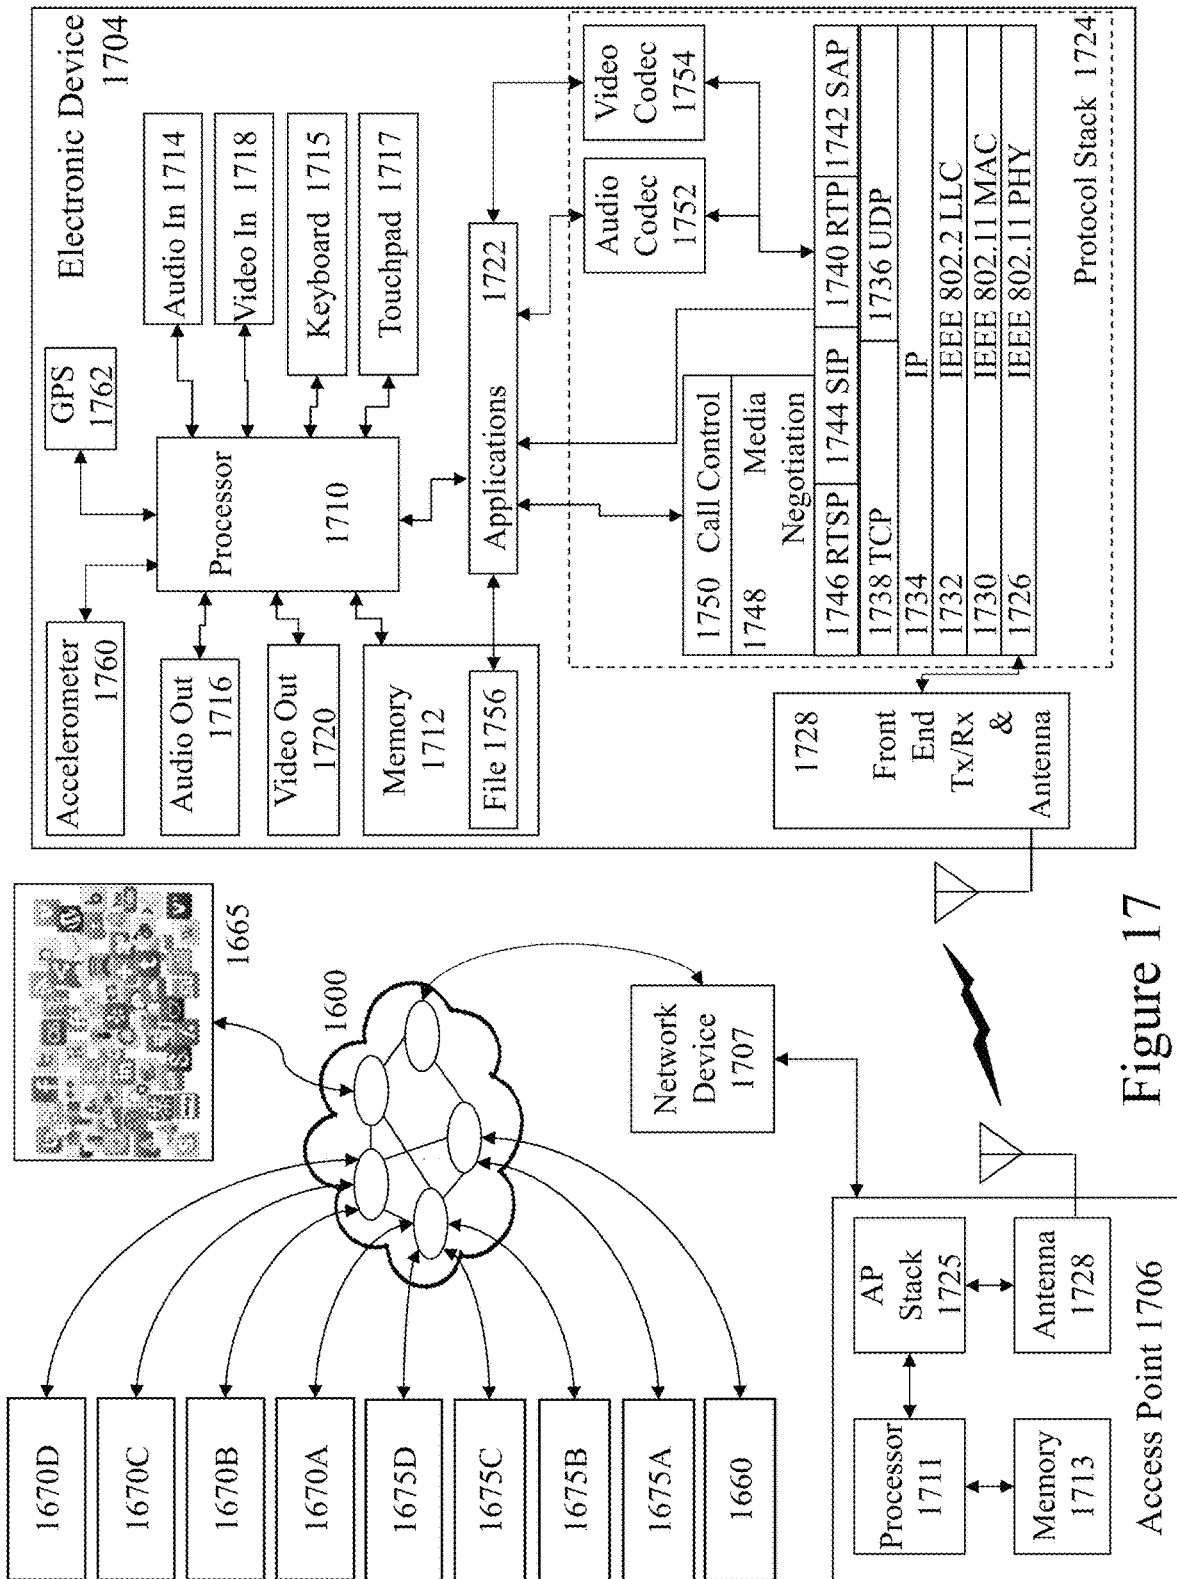 1670D
1670C
1670B
1670A
1675D
1675C
1675B
1675A
1660
1665
1600
Network
Device
1707
Processor
1711
AP
Stack
1725
Memory
1713
Antenna
1728
Access Point 1706
Electronic Device
1704
Accelerometer
1760
GPS
1762
Audio Out
1716
Video Out
1720
Memory
1712
File 1756
Processor
1710
Audio In 1714
Video In 1718
Keyboard 1715
Touchpad 1717
Applications 1722
Audio
Codec
1752
Video
Codec
1754
1750 Call Control
1748 Media
Negotiation
1746 RTSP
1744 SIP
1740 RTP
1742 SAP
1738 TCP
1736 UDP
1734 IP
1732 IEEE 802.2 LLC
1730 IEEE 802.11 MAC
1726 IEEE 802.11 PHY
Protocol Stack 1724
1728
Front
End
Tx/Rx
&
Antenna
Figure 17